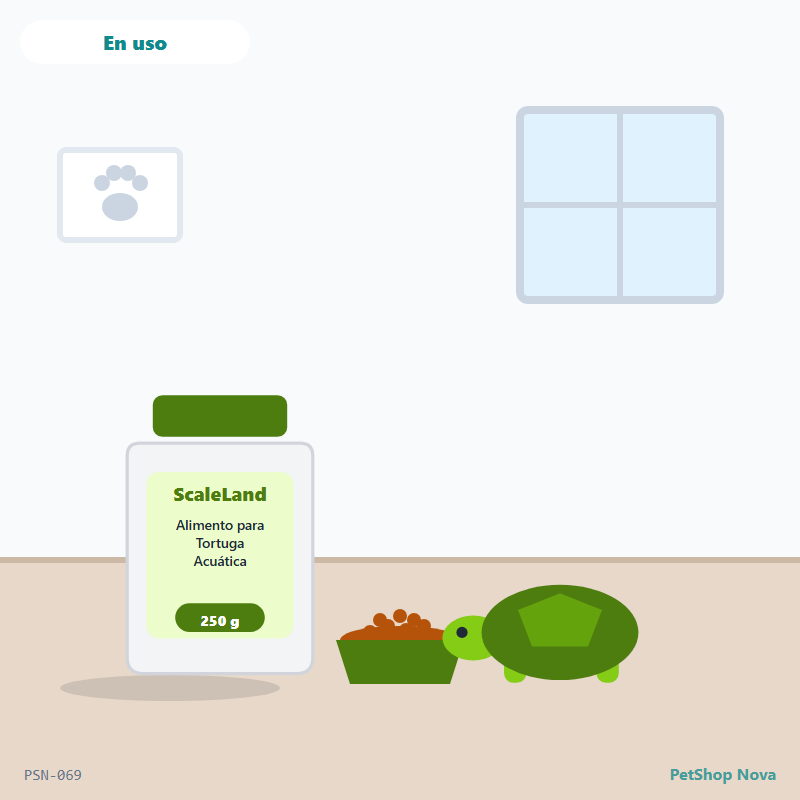 En uso
ScaleLand
Alimento para
Tortuga
Acuática
250 g
PSN-069
PetShop Nova